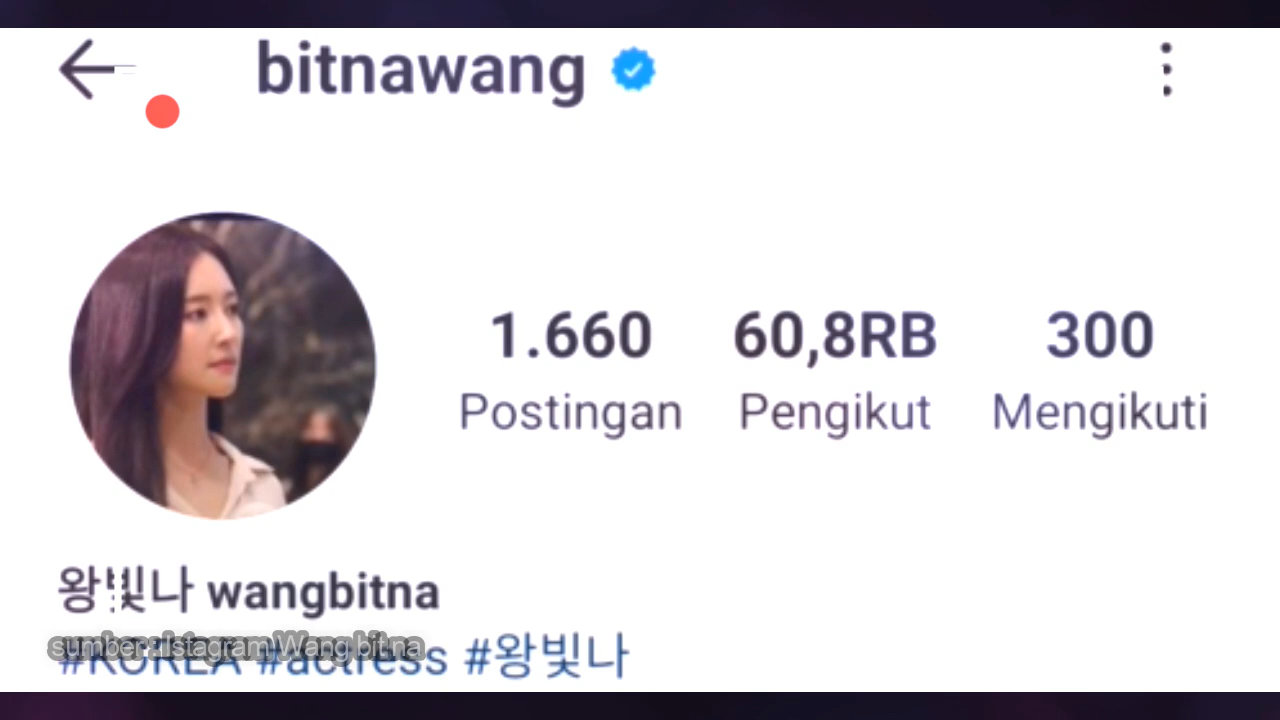 bitnawang
1.660 60,8RB 300
Postingan Pengikut Mengikuti
왕빛나 wangbitna
sumber: Istagram Wang bitna
#KOREA #actress #왕빛나